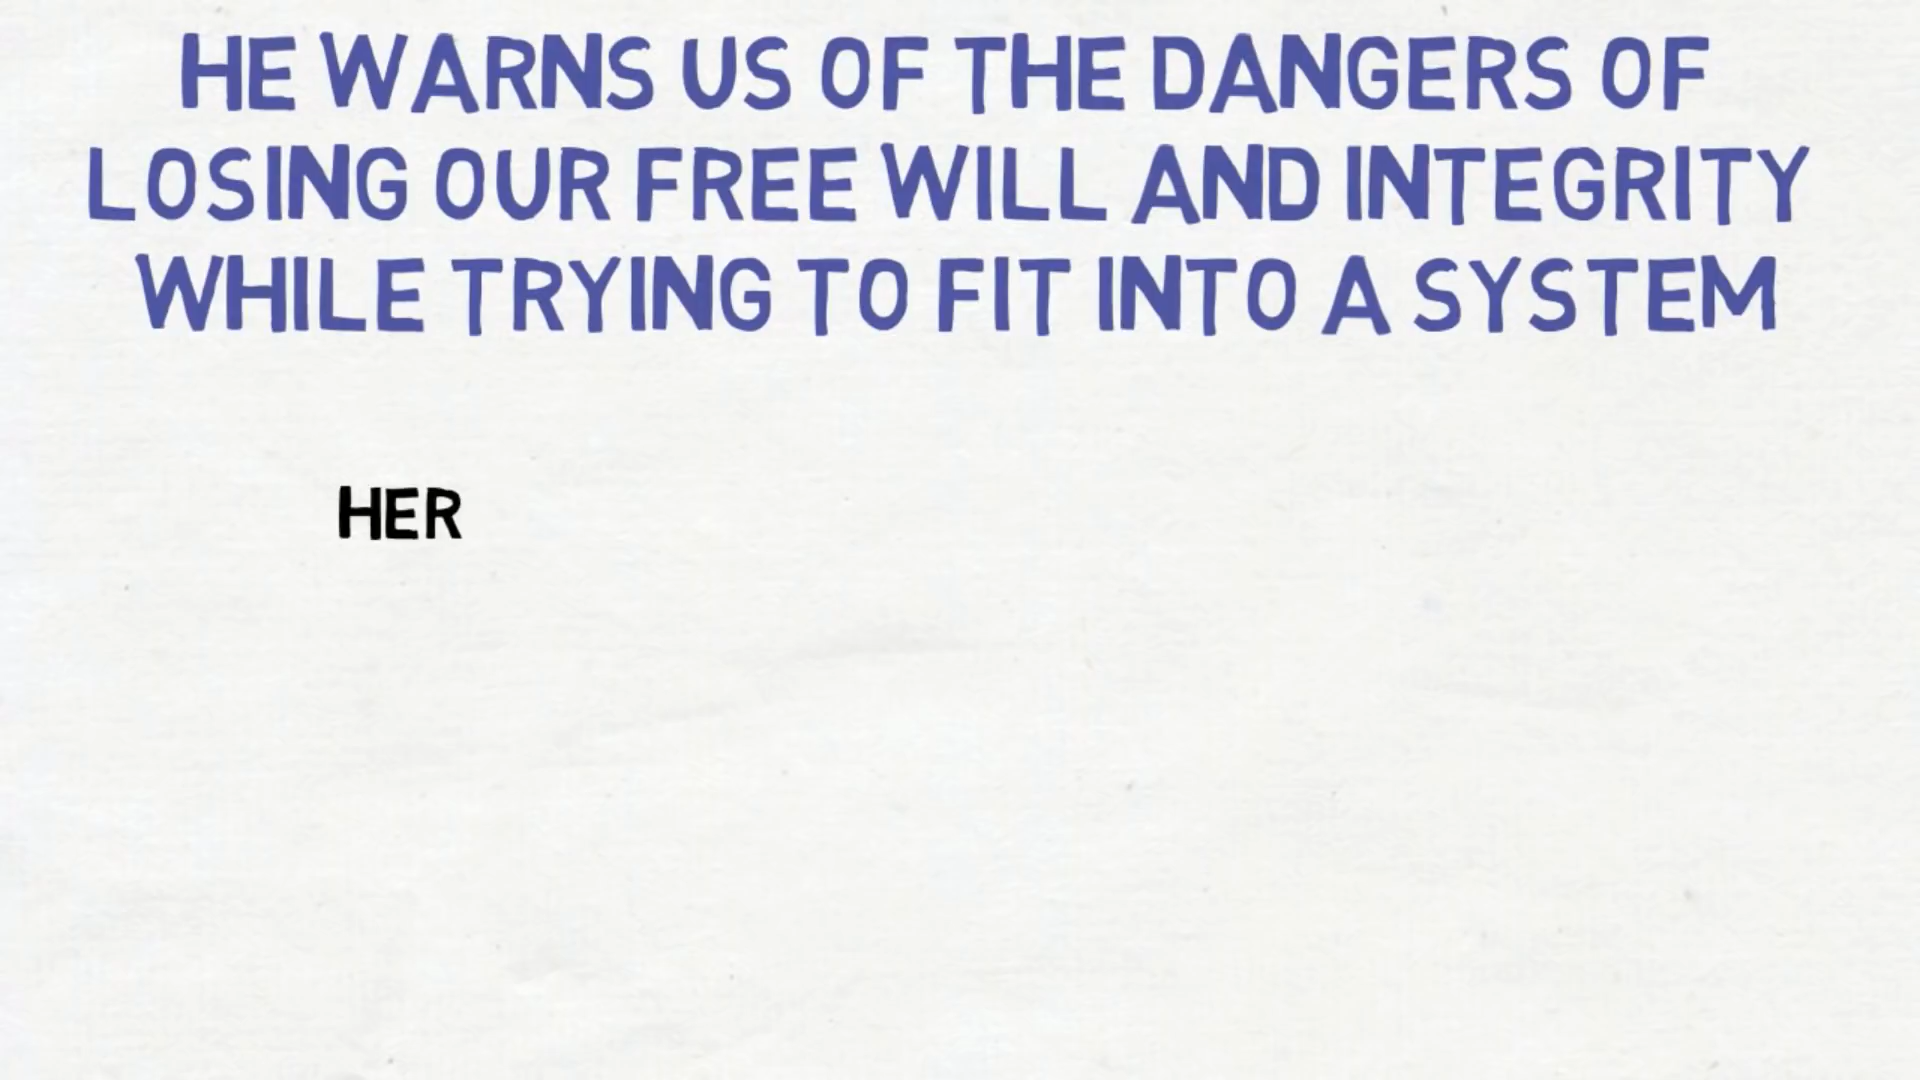 HE WARNS US OF THE DANGERS OF
LOSING OUR FREE WILL AND INTEGRITY
WHILE TRYING TO FIT INTO A SYSTEM
HER